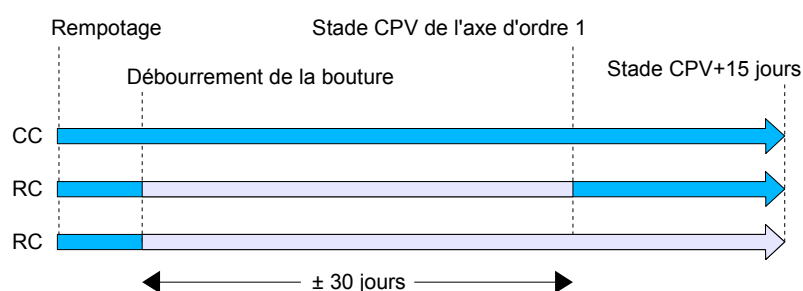 Rempotage
Stade CPV de l'axe d'ordre 1
Débourrement de la bouture
Stade CPV+15 jours
CC
RC
RC
± 30 jours